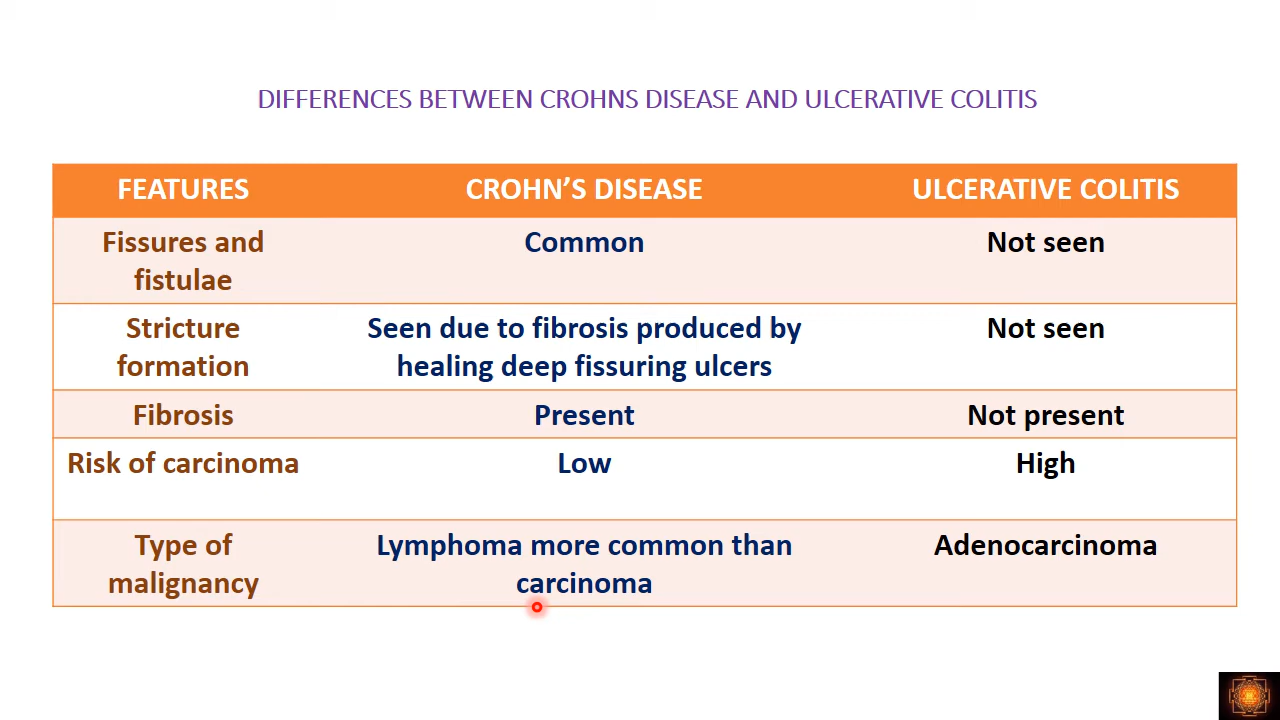 DIFFERENCES BETWEEN CROHNS DISEASE AND ULCERATIVE COLITIS
FEATURES CROHN’S DISEASE ULCERATIVE COLITIS
Fissures and Common Not seen
fistulae
Stricture Seen due to fibrosis produced by Not seen
formation healing deep fissuring ulcers
Fibrosis Present Not present
Risk of carcinoma Low High
Type of Lymphoma more common than Adenocarcinoma
malignancy carcinoma